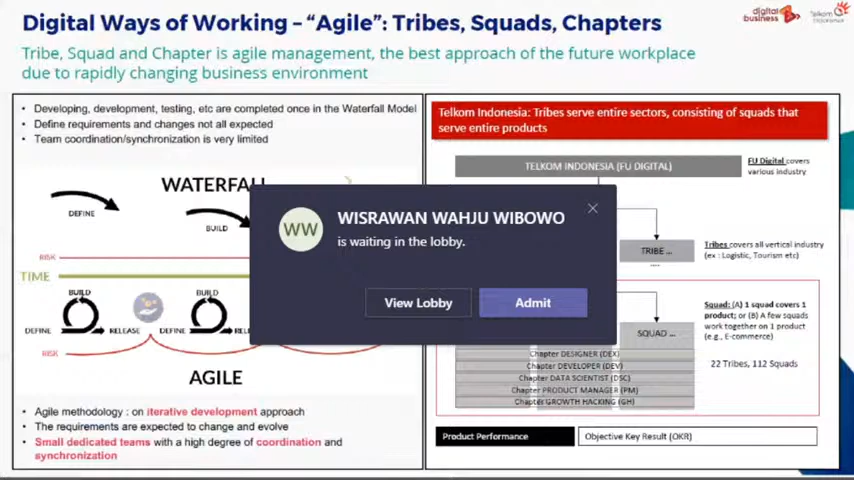 Digital Ways of Working – “Agile”: Tribes, Squads, Chapters
digital business
Telkom Indonesia
Tribe, Squad and Chapter is agile management, the best approach of the future workplace
due to rapidly changing business environment
• Developing, development, testing, etc are completed once in the Waterfall Model
• Define requirements and changes not all expected
• Team coordination/synchronization is very limited
WATERFALL
DEFINE
BUILD
RISK
TIME
BUILD
BUILD
DEFINE
RELEASE
DEFINE
RISK
AGILE
• Agile methodology : on iterative development approach
• The requirements are expected to change and evolve
• Small dedicated teams with a high degree of coordination and
synchronization
Telkom Indonesia: Tribes serve entire sectors, consisting of squads that
serve entire products
TELKOM INDONESIA (FU DIGITAL)
FU Digital covers
various industry
TRIBE ...
....
Tribes covers all vertical industry
(ex : Logistic, Tourism etc)
SQUAD ...
Squad: (A) 1 squad covers 1
product; or (B) A few squads
work together on 1 product
(e.g., E-commerce)
22 Tribes, 112 Squads
Chapter DESIGNER (DEX)
Chapter DEVELOPER (DEV)
Chapter DATA SCIENTIST (DSC)
Chapter PRODUCT MANAGER (PM)
Chapter GROWTH HACKING (GH)
Product Performance
Objective Key Result (OKR)
WW
WISRAWAN WAHJU WIBOWO
is waiting in the lobby.
View Lobby
Admit